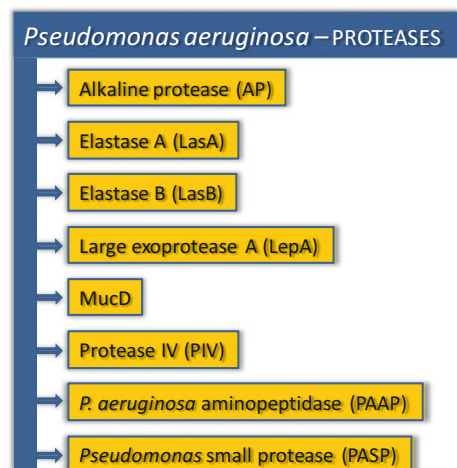 Pseudomonas aeruginosa – PROTEASES
Alkaline protease (AP)
Elastase A (LasA)
Elastase B (LasB)
Large exoprotease A (LepA)
MucD
Protease IV (PIV)
P. aeruginosa aminopeptidase (PAAP)
Pseudomonas small protease (PASP)